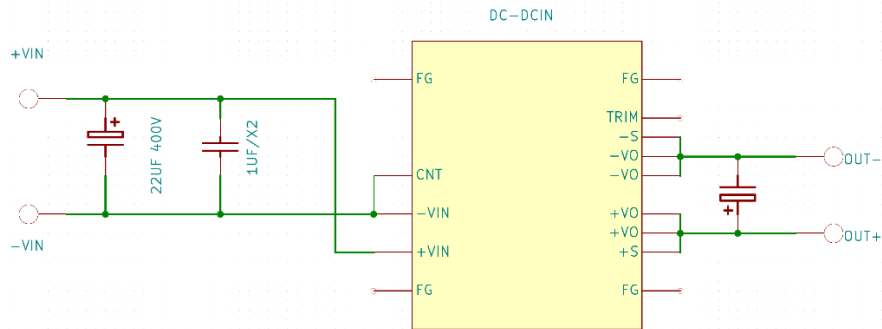 DC-DCIN
+VIN
FG
FG
TRIM
-S
-VO
-VO
OUT-
22UF 400V
1UF/X2
CNT
-VIN
+VIN
+VO
+VO
+S
OUT+
-VIN
FG
FG
+
+